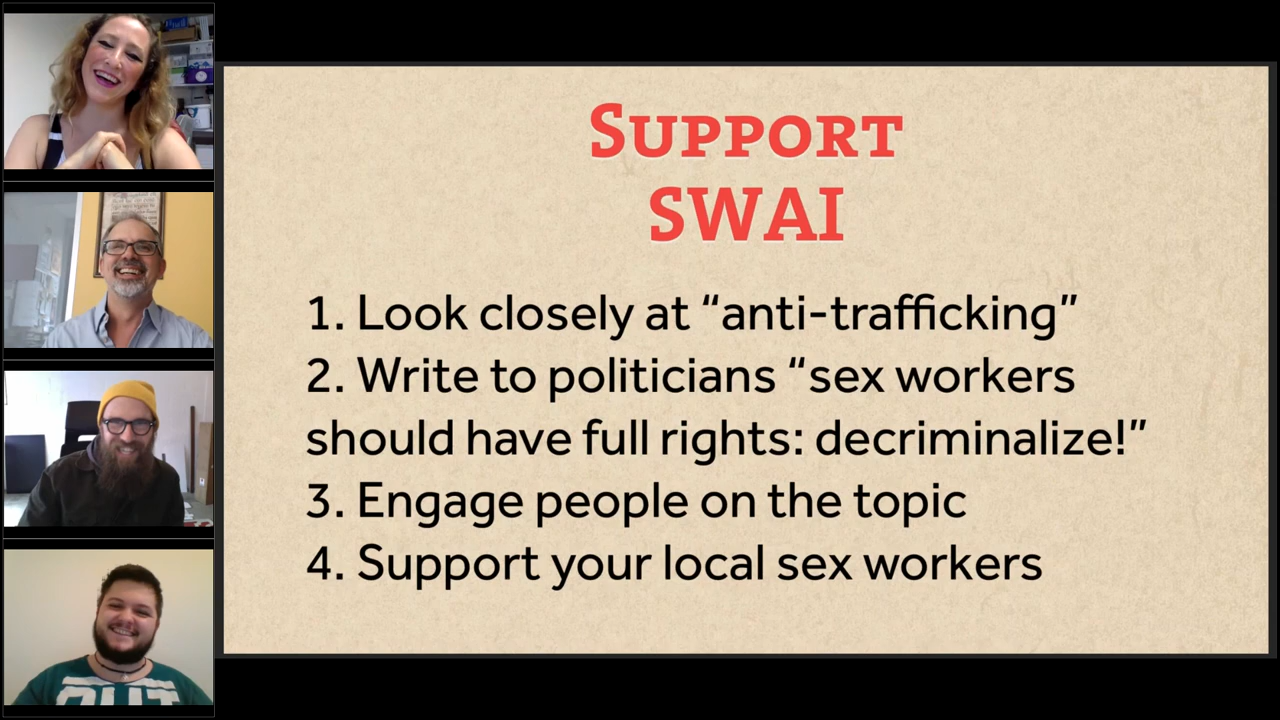 SUPPORT
SWAI
1. Look closely at “anti-trafficking”
2. Write to politicians “sex workers
should have full rights: decriminalize!”
3. Engage people on the topic
4. Support your local sex workers